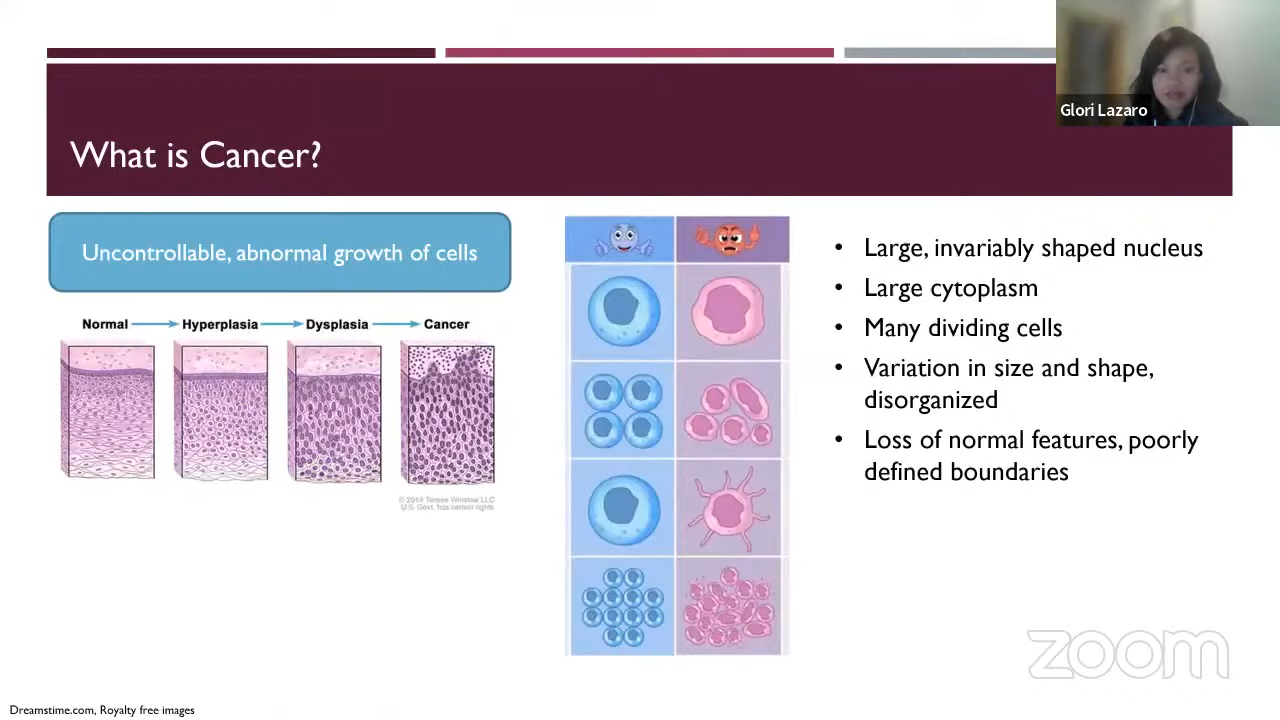 Glori Lazaro
What is Cancer?
Uncontrollable, abnormal growth of cells
Normal Hyperplasia Dysplasia Cancer
© 2014 Terese Winslow LLC
U.S. Govt. has certain rights
• Large, invariably shaped nucleus
• Large cytoplasm
• Many dividing cells
• Variation in size and shape,
disorganized
• Loss of normal features, poorly
defined boundaries
zoom
Dreamstime.com, Royalty free images